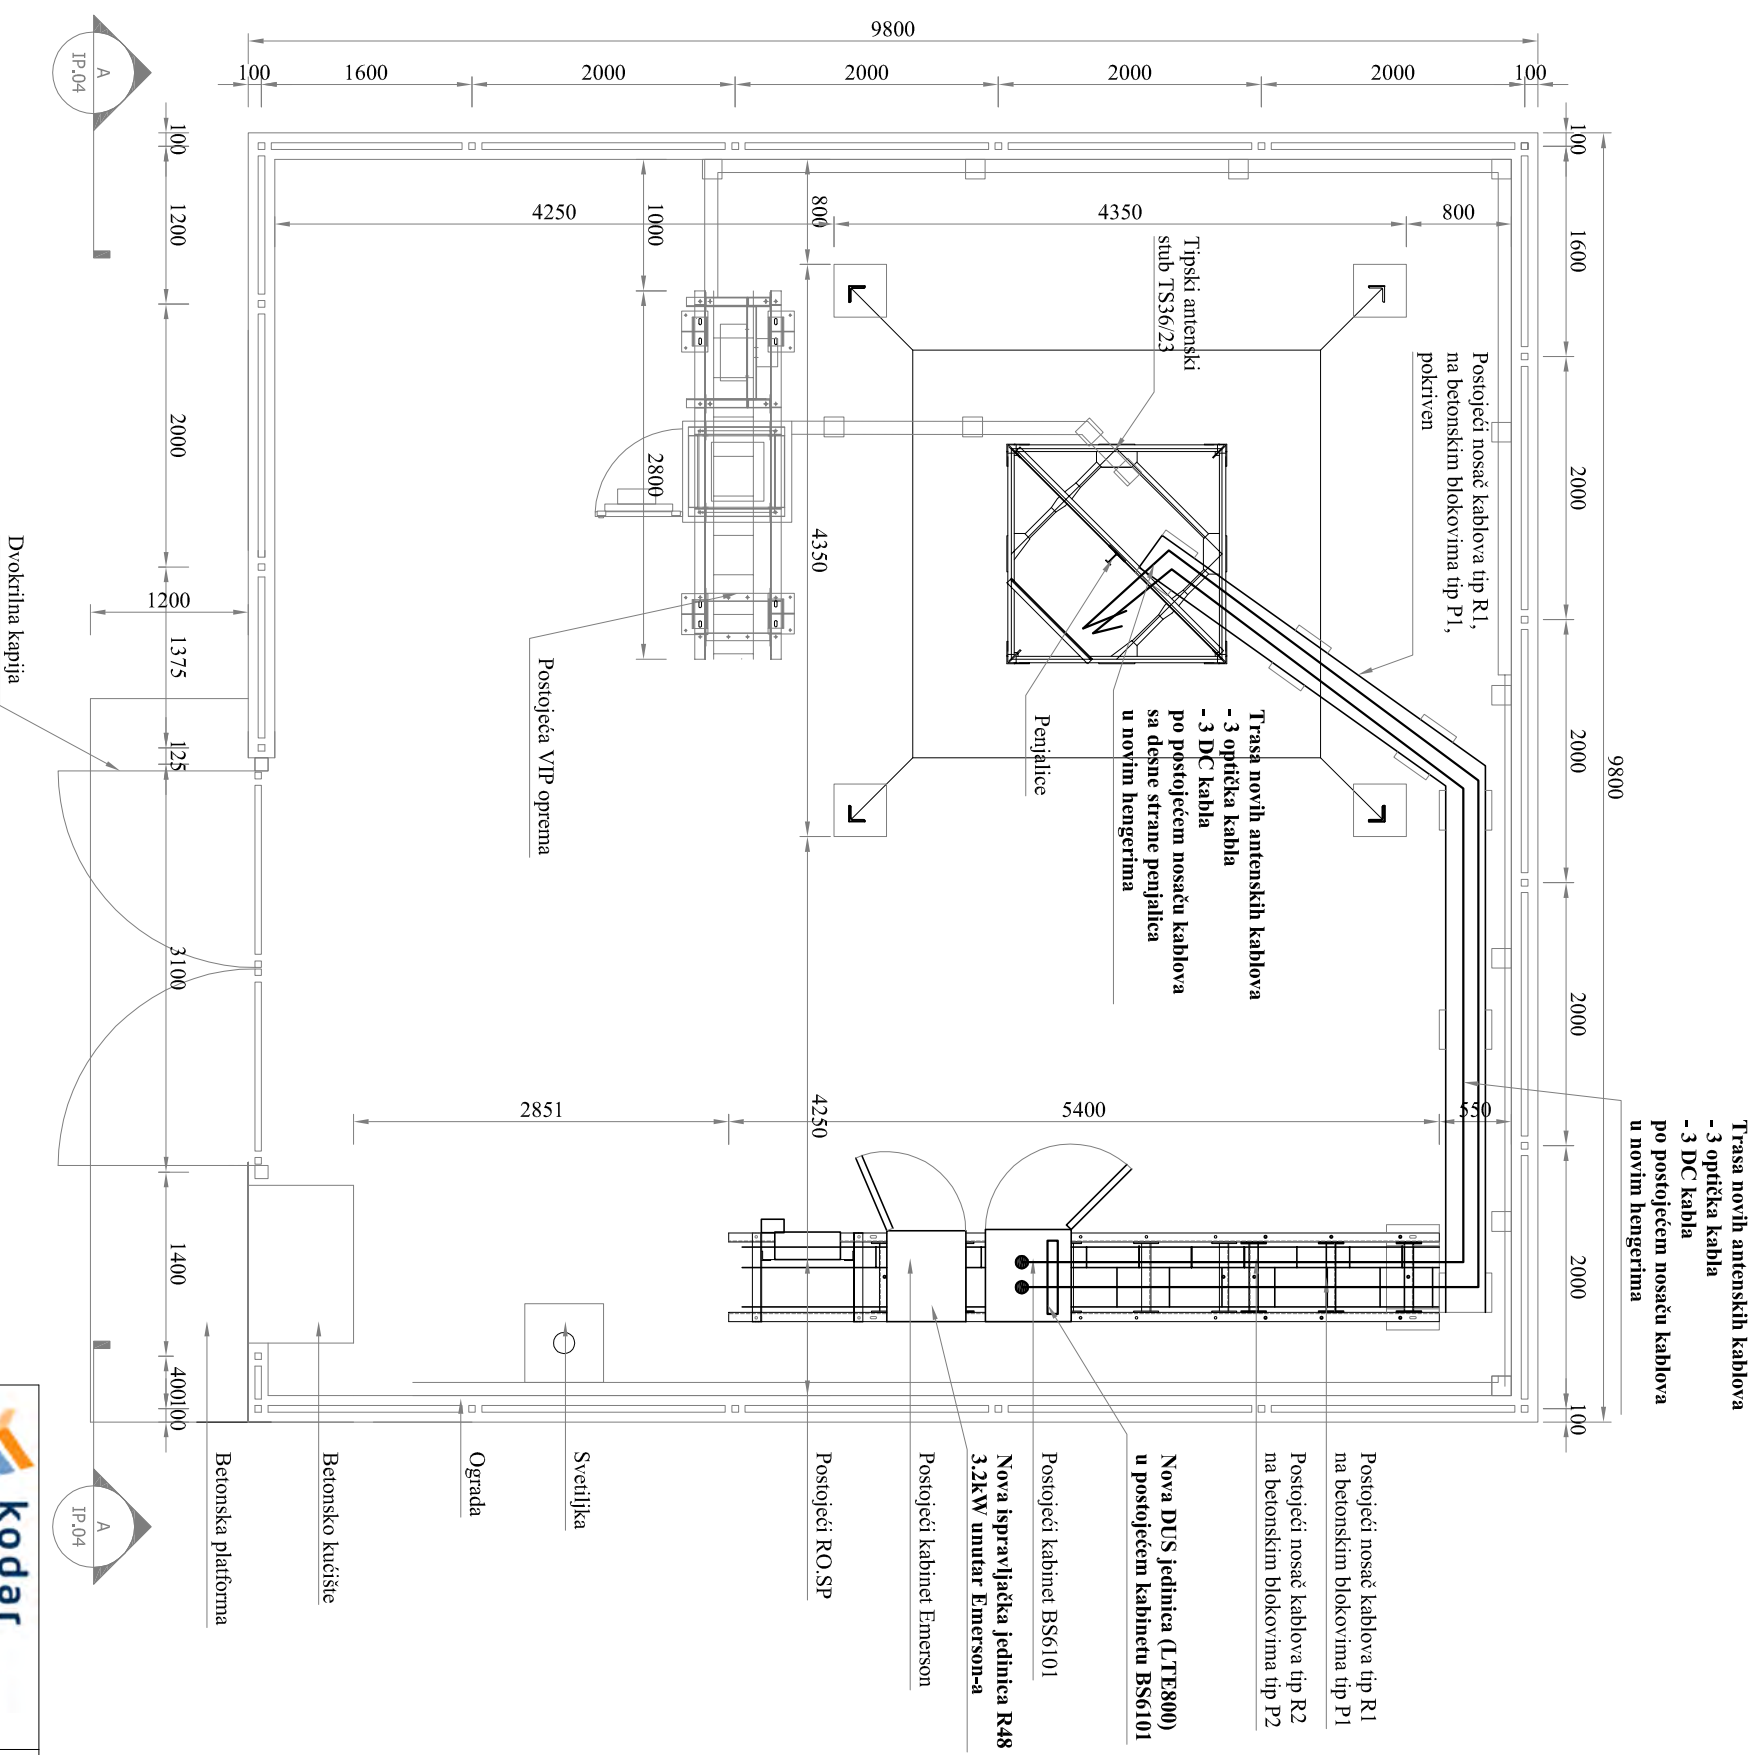 9800
100
1600
2000
2000
2000
2000
100
A
IP.04
100
1200
2000
1375
125
3100
1400
400
100
1200
4250
4350
800
1000
2800
800
4350
4250
2851
5400
550
100
1600
2000
2000
2000
2000
100
9800
Tipski antenski
stub TS36/23
Postojeći nosač kablova tip R1,
na betonskim blokovima tip P1,
pokriven
Trasa novih antenskih kablova
- 3 optička kabla
- 3 DC kabla
po postojećem nosaču kablova
sa desne strane penjalica
u novim hengerima
Penjalice
Postojeća VIP oprema
Dvokrilna kapija
Trasa novih antenskih kablova
- 3 optička kabla
- 3 DC kabla
po postojećem nosaču kablova
u novim hengerima
Postojeći nosač kablova tip R1
na betonskim blokovima tip P1
Postojeći nosač kablova tip R2
na betonskim blokovima tip P2
Nova DUS jedinica (LTE800)
u postojećem kabinetu BS6101
Postojeći kabinet BS6101
Nova ispravljačka jedinica R48
3.2kW unutar Emerson-a
Postojeći kabinet Emerson
Postojeći RO.SP
Svetiljka
Ograda
Betonsko kućište
Betonska platforma
A
IP.04
kodar